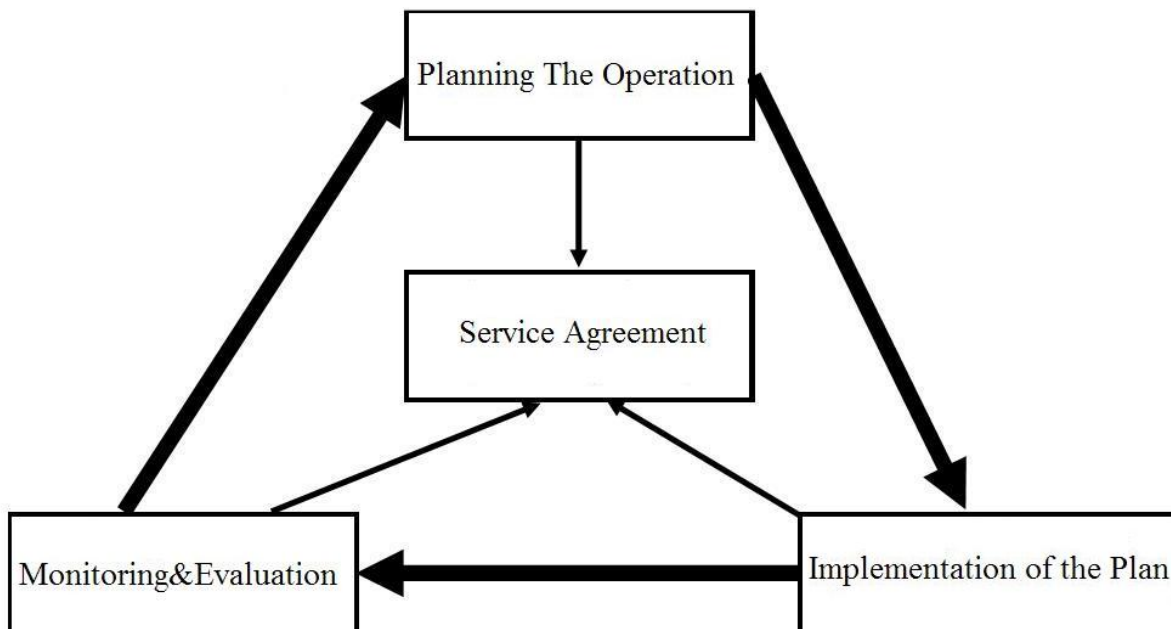 Planning The Operation
Service Agreement
Monitoring&Evaluation
Implementation of the Plan